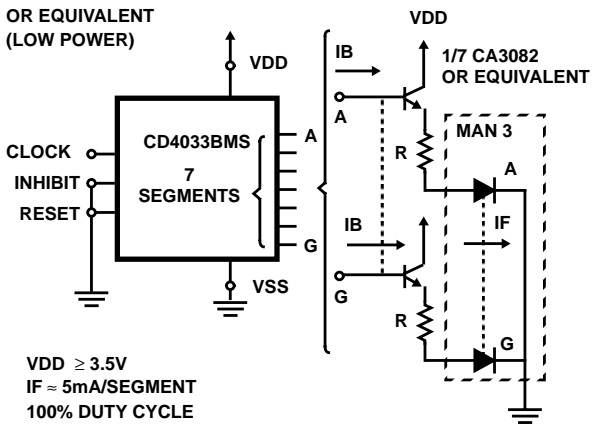 OR EQUIVALENT
(LOW POWER)
VDD
CLOCK
INHIBIT
RESET
CD4033BMS
7
SEGMENTS
A
G
VSS
VDD
IB
1/7 CA3082
OR EQUIVALENT
A
R
MAN 3
A
IF
IB
G
R
G
VDD ≥ 3.5V
IF ≈ 5mA/SEGMENT
100% DUTY CYCLE